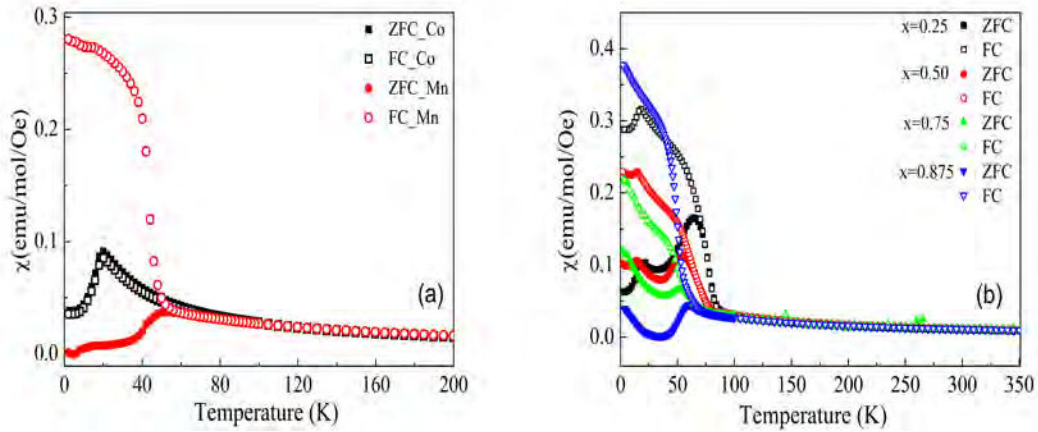 0.3
0.2
0.1
0.0
χ(emu/mol/Oe)
ZFC_Co
FC_Co
ZFC_Mn
FC_Mn
(a)
0 40 80 120 160 200
Temperature (K)
0.4
0.3
0.2
0.1
0.0
χ(emu/mol/Oe)
x=0.25 ZFC
FC
x=0.50 ZFC
FC
x=0.75 ZFC
FC
x=0.875 ZFC
FC
(b)
0 50 100 150 200 250 300 350
Temperature (K)